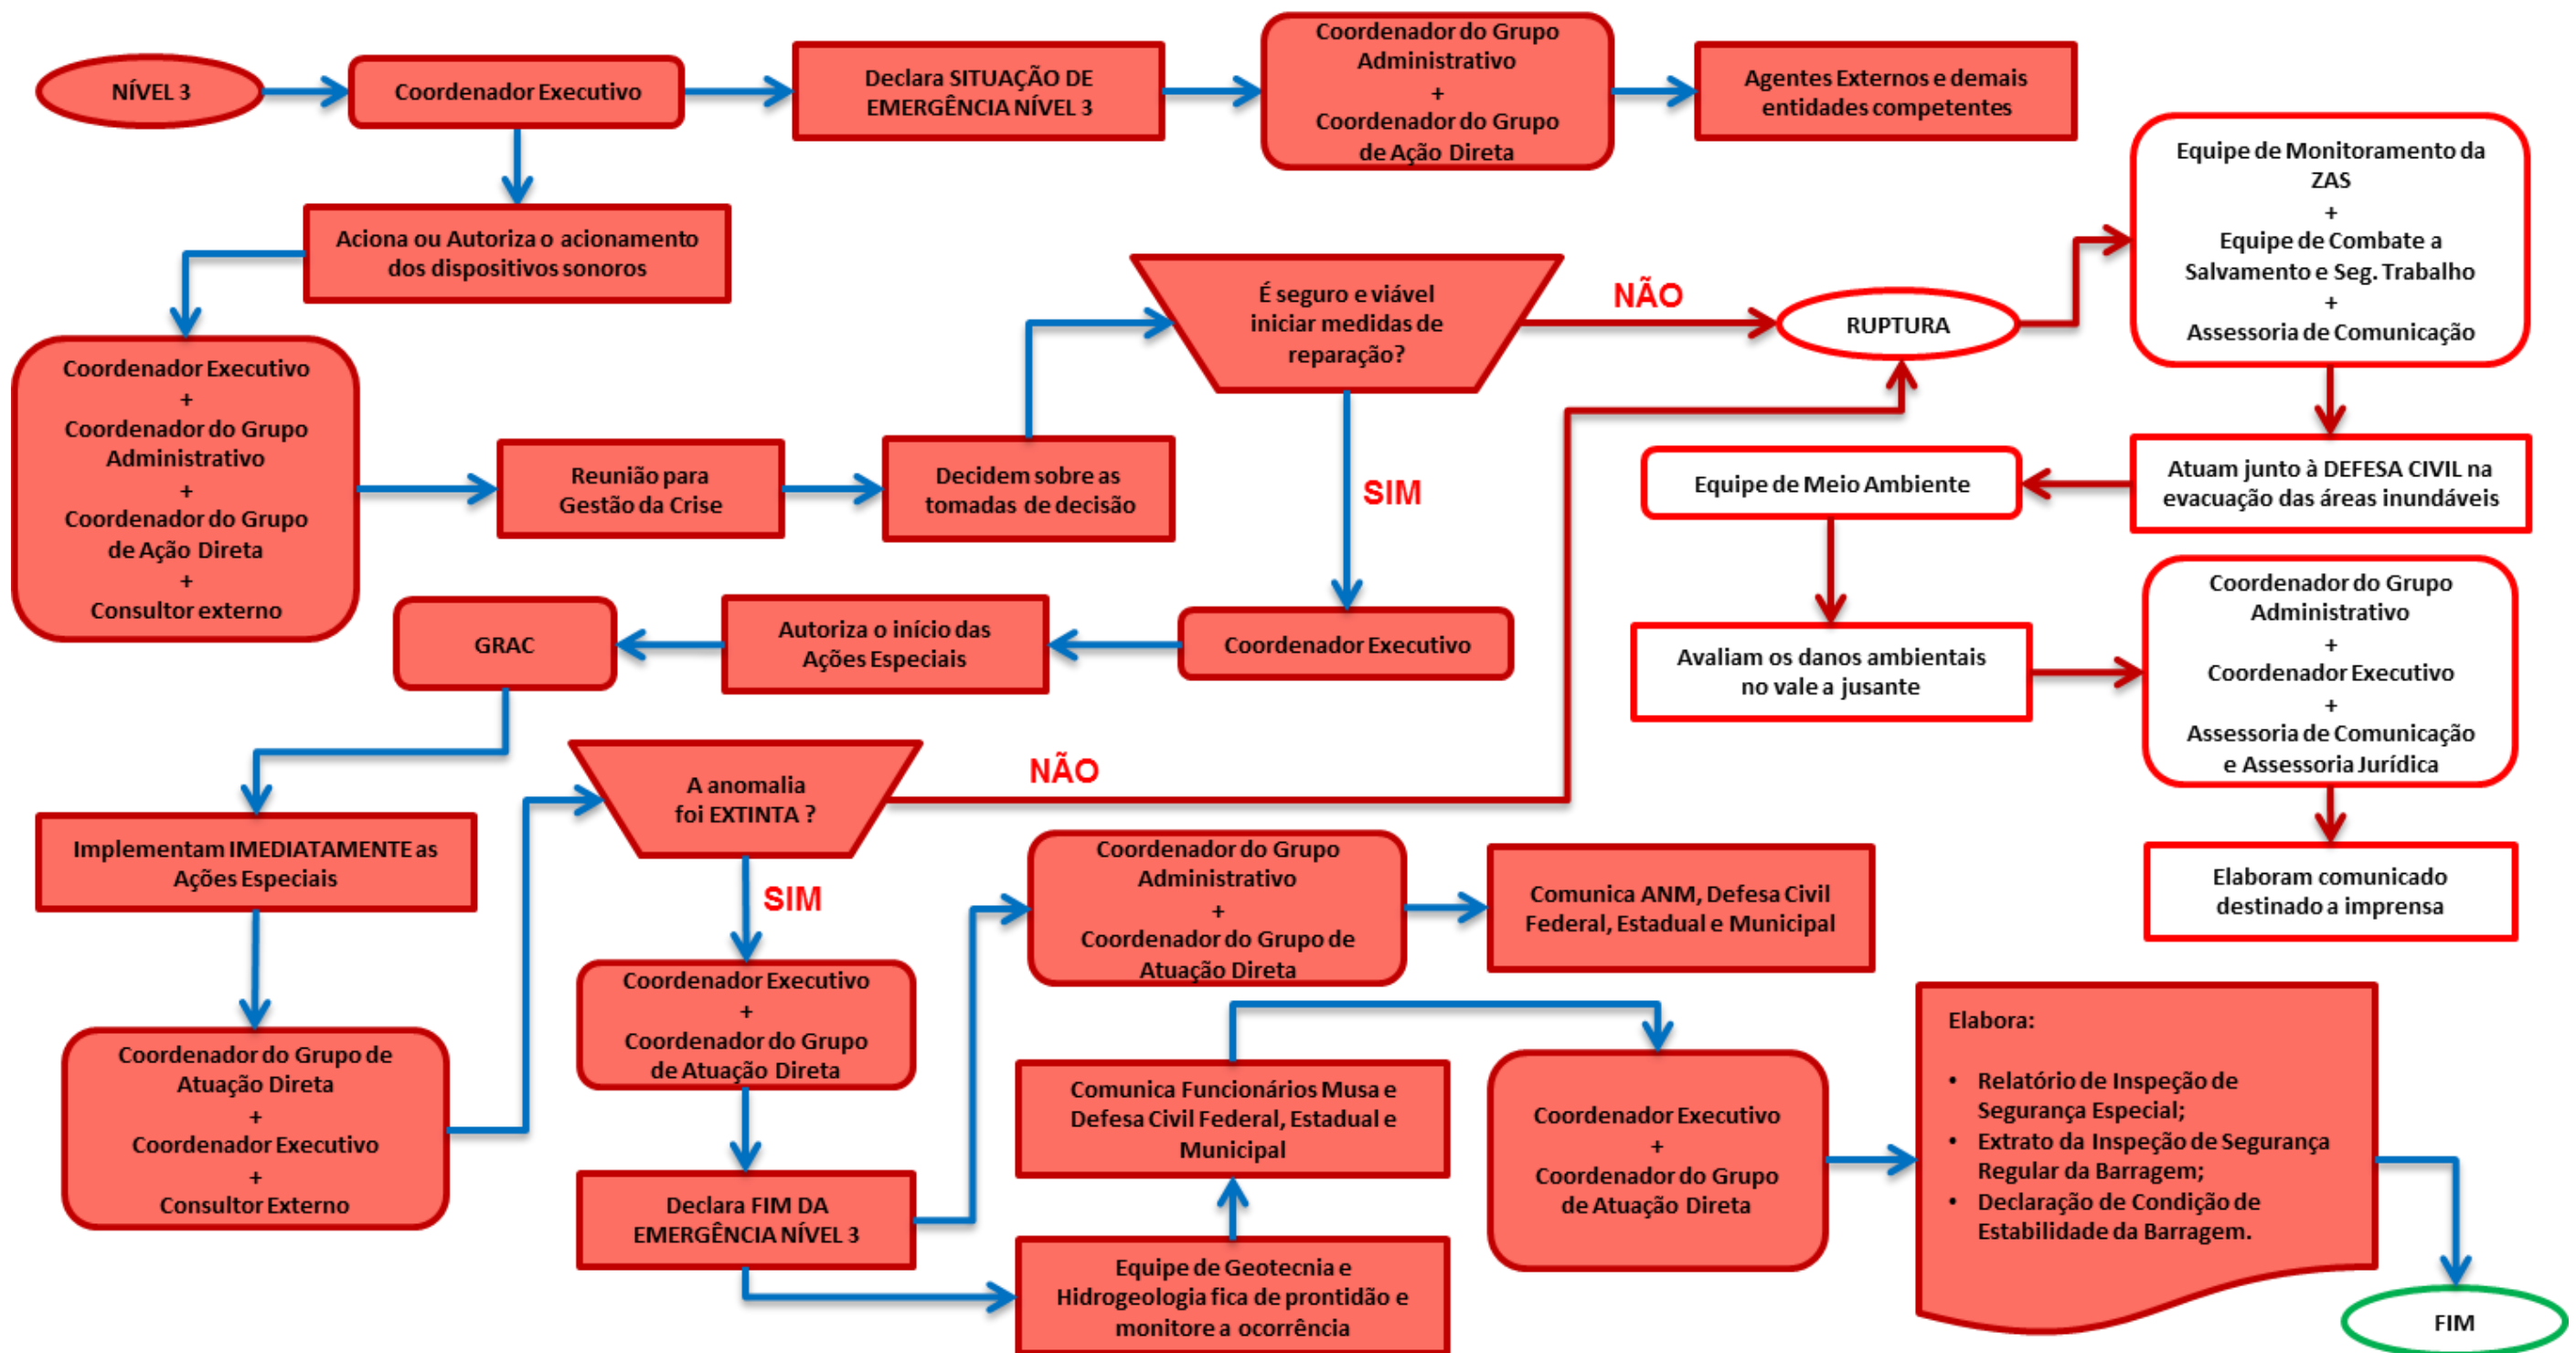 NÍVEL 3
Coordenador Executivo
Declara SITUAÇÃO DE
EMERGÊNCIA NÍVEL 3
Coordenador do Grupo
Administrativo
+
Coordenador do Grupo
de Ação Direta
Agentes Externos e demais
entidades competentes
Aciona ou Autoriza o acionamento
dos dispositivos sonoros
Coordenador Executivo
+
Coordenador do Grupo
Administrativo
+
Coordenador do Grupo
de Ação Direta
+
Consultor externo
Reunião para
Gestão da Crise
Decidem sobre as
tomadas de decisão
É seguro e viável
iniciar medidas de
reparação?
NÃO
SIM
RUPTURA
Equipe de Monitoramento da
ZAS
+
Equipe de Combate a
Salvamento e Seg. Trabalho
+
Assessoria de Comunicação
Atuam junto à DEFESA CIVIL na
evacuação das áreas inundáveis
Equipe de Meio Ambiente
Avaliam os danos ambientais
no vale a jusante
Coordenador do Grupo
Administrativo
+
Coordenador Executivo
+
Assessoria de Comunicação
e Assessoria Jurídica
Elaboram comunicado
destinado a imprensa
Coordenador Executivo
Autoriza o início das
Ações Especiais
GRAC
Implementam IMEDIATAMENTE as
Ações Especiais
Coordenador do Grupo de
Atuação Direta
+
Coordenador Executivo
+
Consultor Externo
A anomalia
foi EXTINTA ?
NÃO
SIM
Coordenador Executivo
+
Coordenador do Grupo
de Atuação Direta
Declara FIM DA
EMERGÊNCIA NÍVEL 3
Coordenador do Grupo
Administrativo
+
Coordenador do Grupo de
Atuação Direta
Comunica ANM, Defesa Civil
Federal, Estadual e Municipal
Equipe de Geotecnia e
Hidrogeologia fica de prontidão e
monitore a ocorrência
Comunica Funcionários Musa e
Defesa Civil Federal, Estadual e
Municipal
Coordenador Executivo
+
Coordenador do Grupo
de Atuação Direta
Elabora:
• Relatório de Inspeção de
Segurança Especial;
• Extrato da Inspeção de Segurança
Regular da Barragem;
• Declaração de Condição de
Estabilidade da Barragem.
FIM